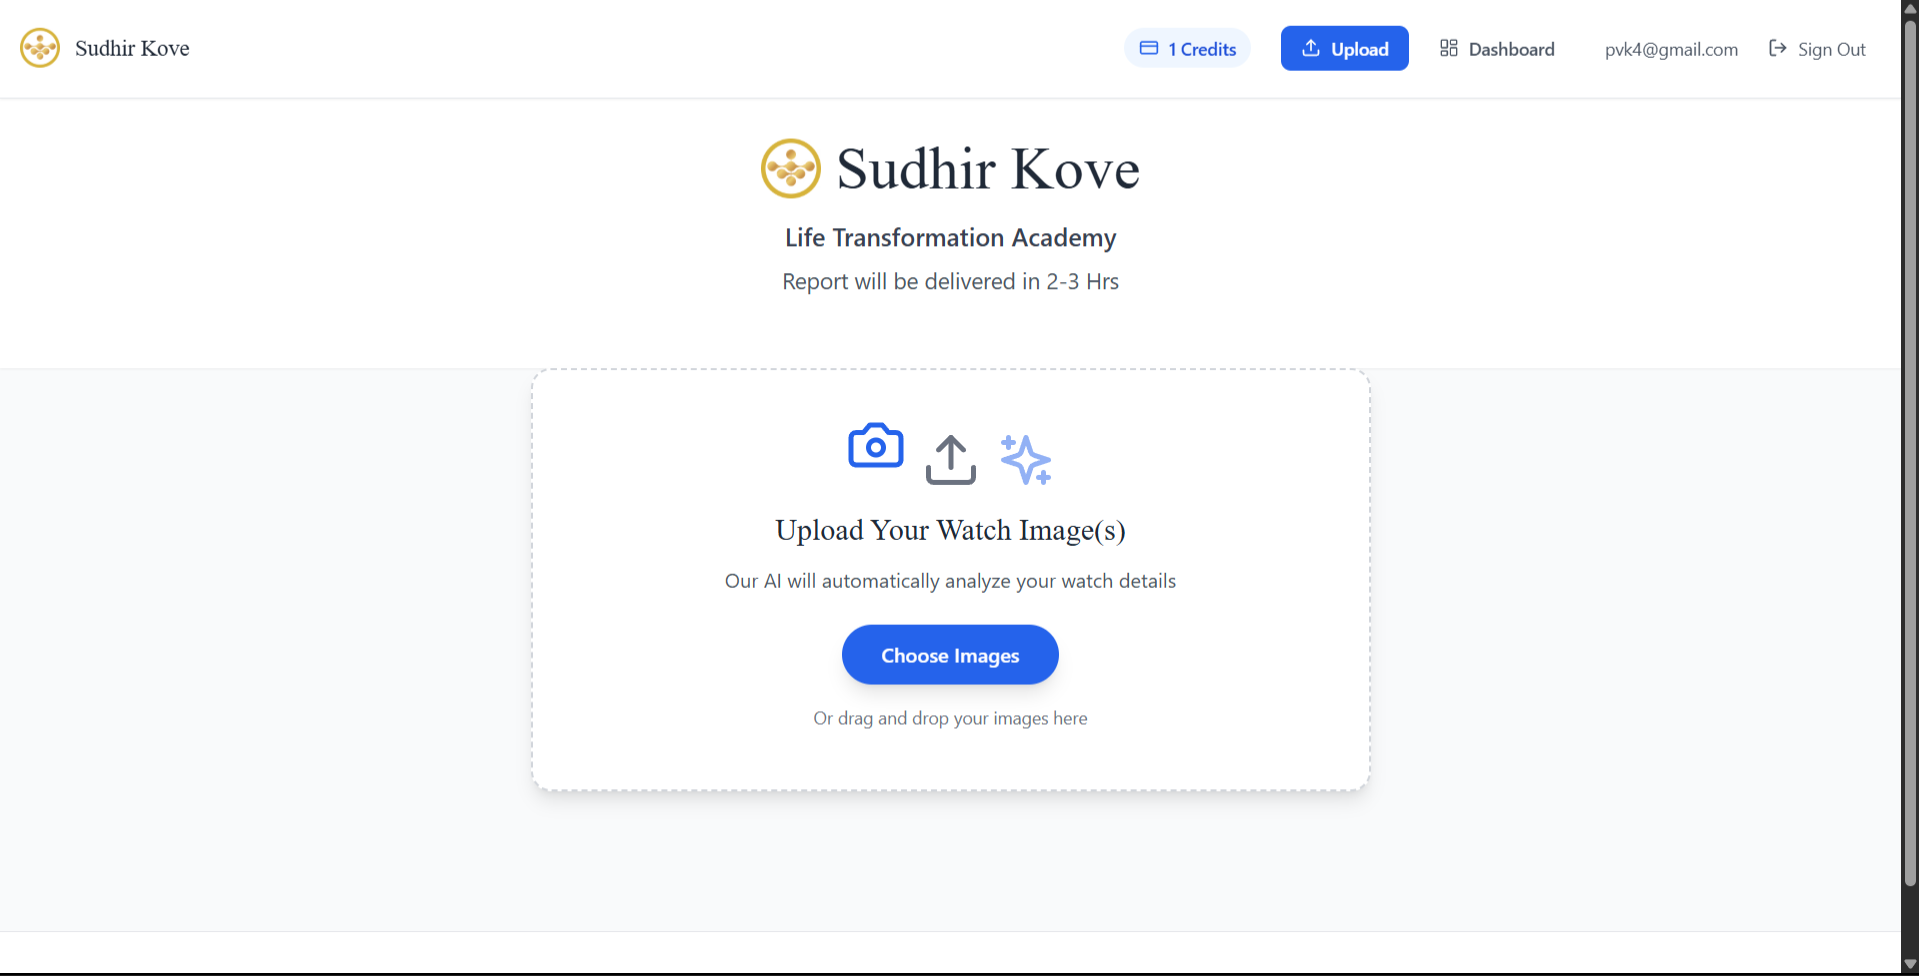 Sudhir Kove
1 Credits
Upload
Dashboard
pvk4@gmail.com
Sign Out
Sudhir Kove
Life Transformation Academy
Report will be delivered in 2-3 Hrs
Upload Your Watch Image(s)
Our AI will automatically analyze your watch details
Choose Images
Or drag and drop your images here